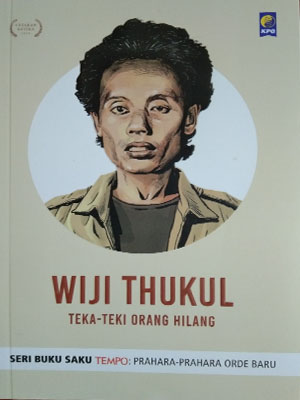 KPG
WIJI THUKUL
TEKA-TEKI ORANG HILANG
SERI BUKU SAKU TEMPO: PRAHARA-PRAHARA ORDE BARU